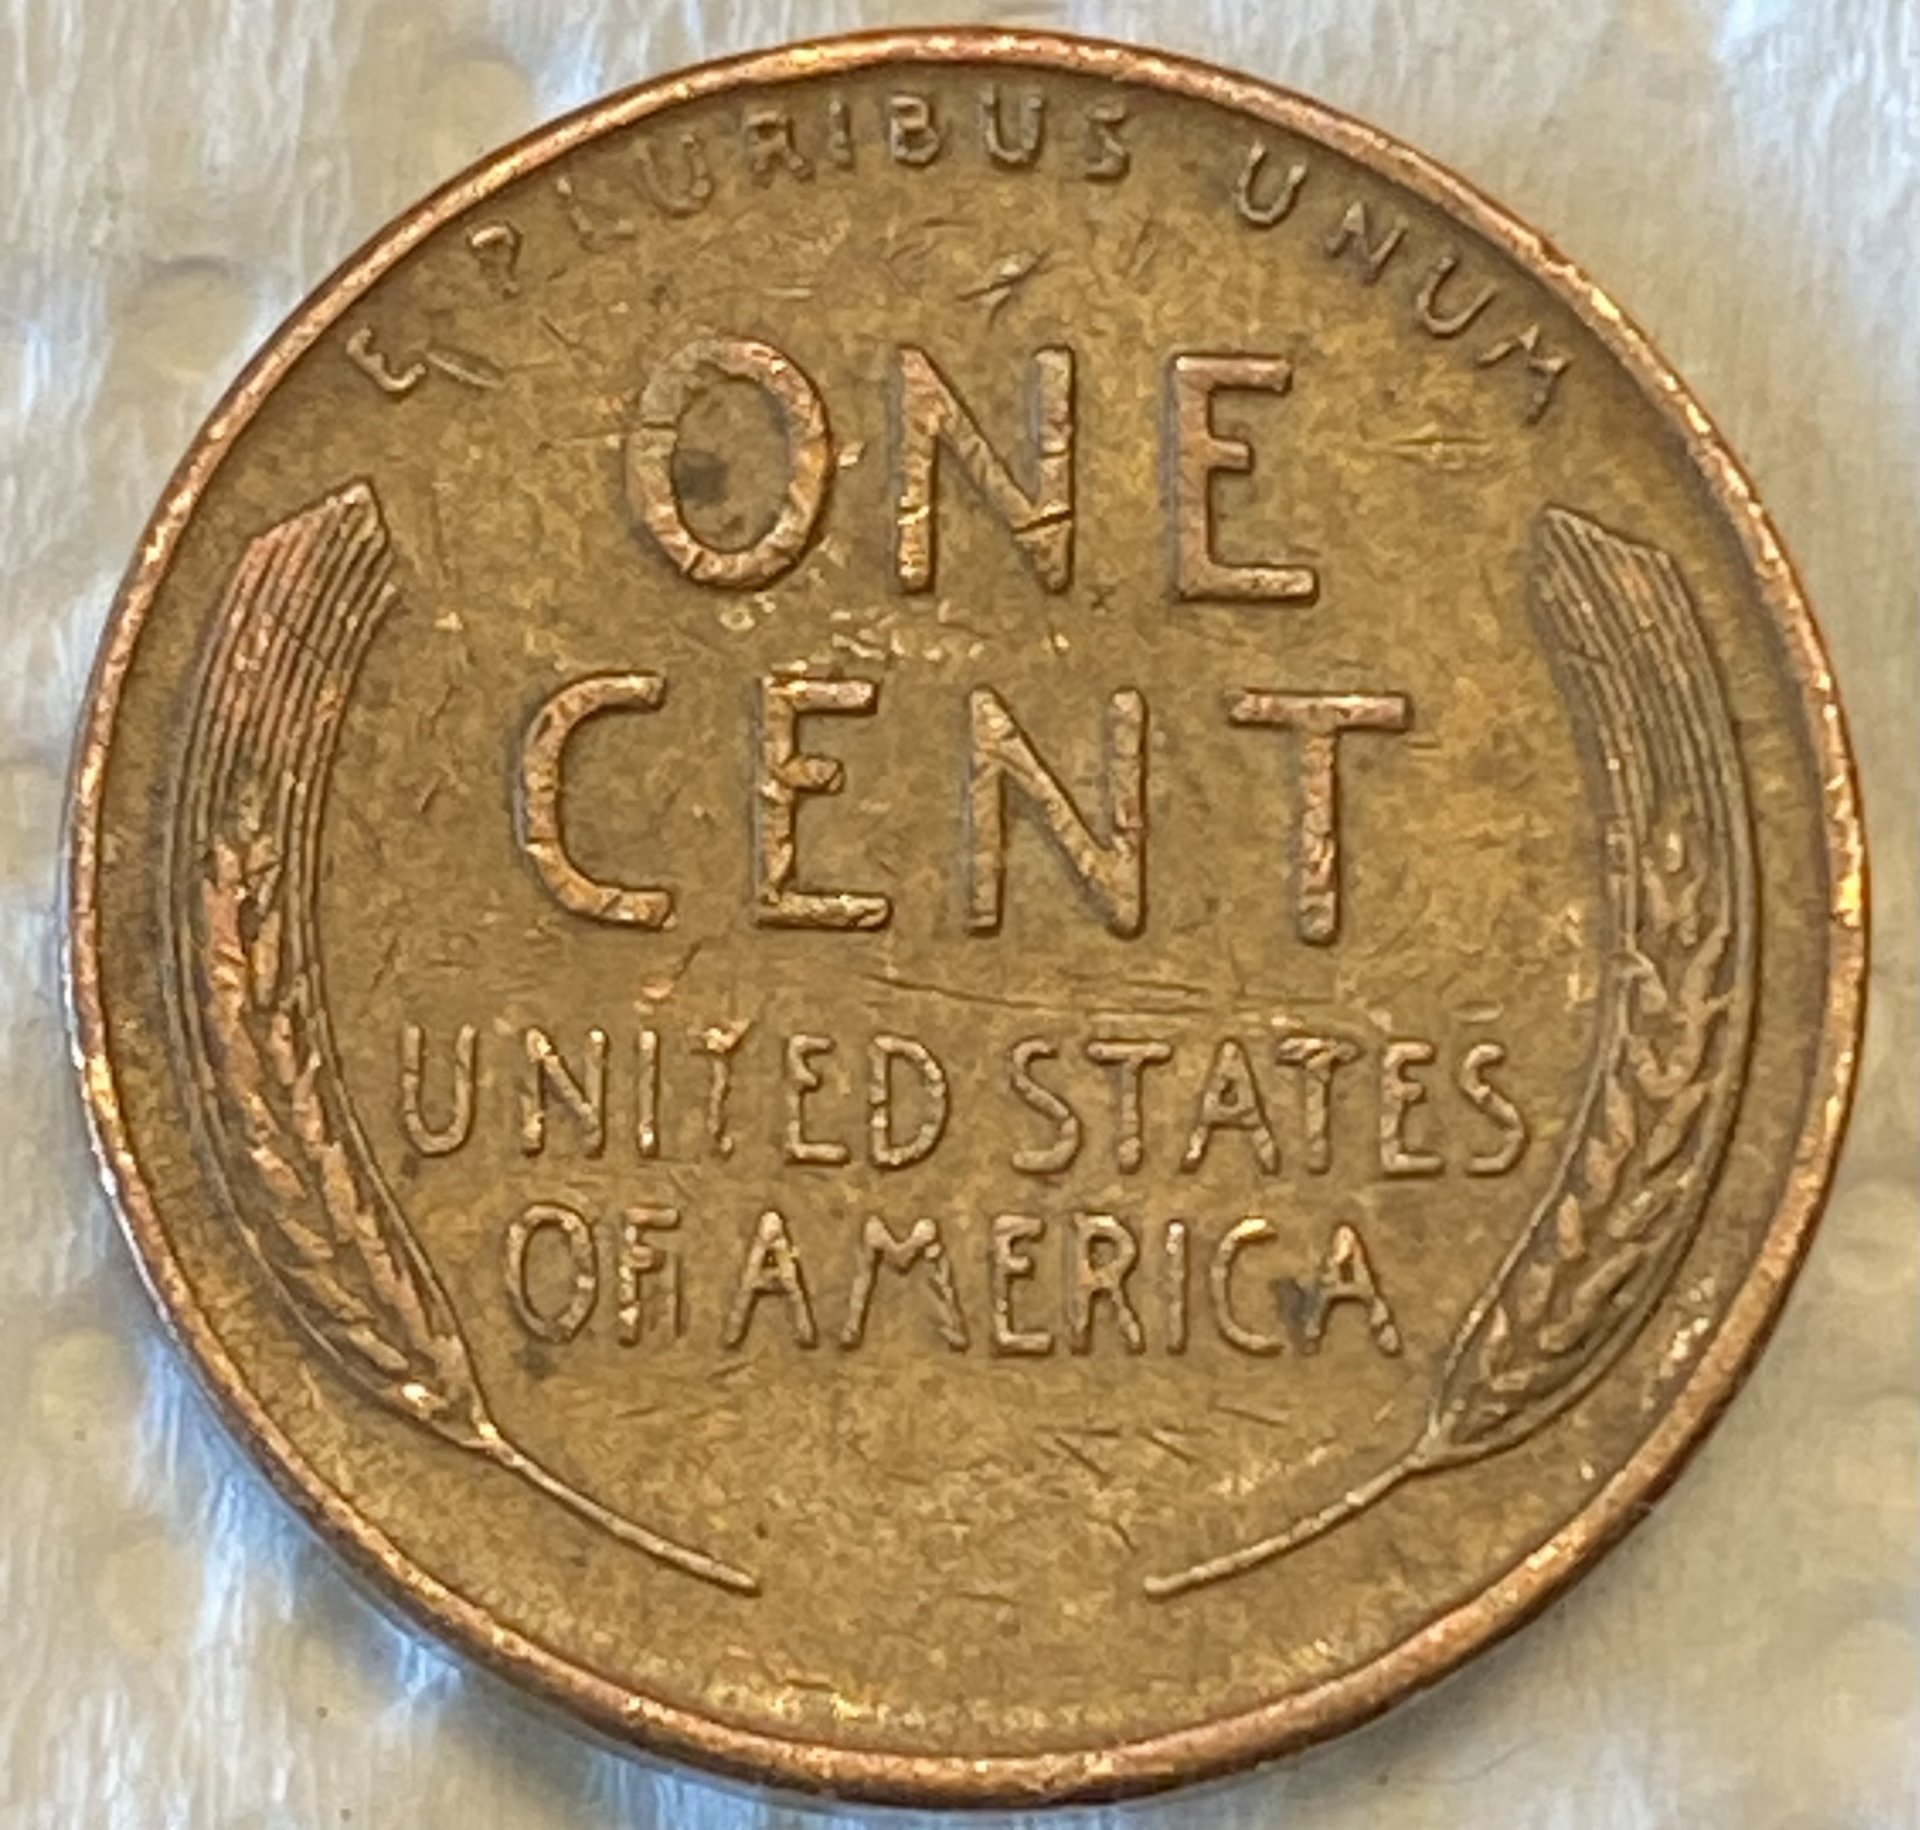 E PLURIBUS UNUM
ONE
CENT
UNITED STATES
OF AMERICA